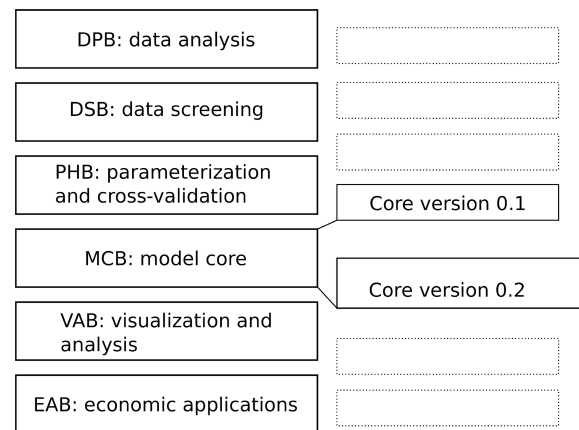 DPB: data analysis
DSB: data screening
PHB: parameterization
and cross-validation
Core version 0.1
MCB: model core
Core version 0.2
VAB: visualization and
analysis
EAB: economic applications